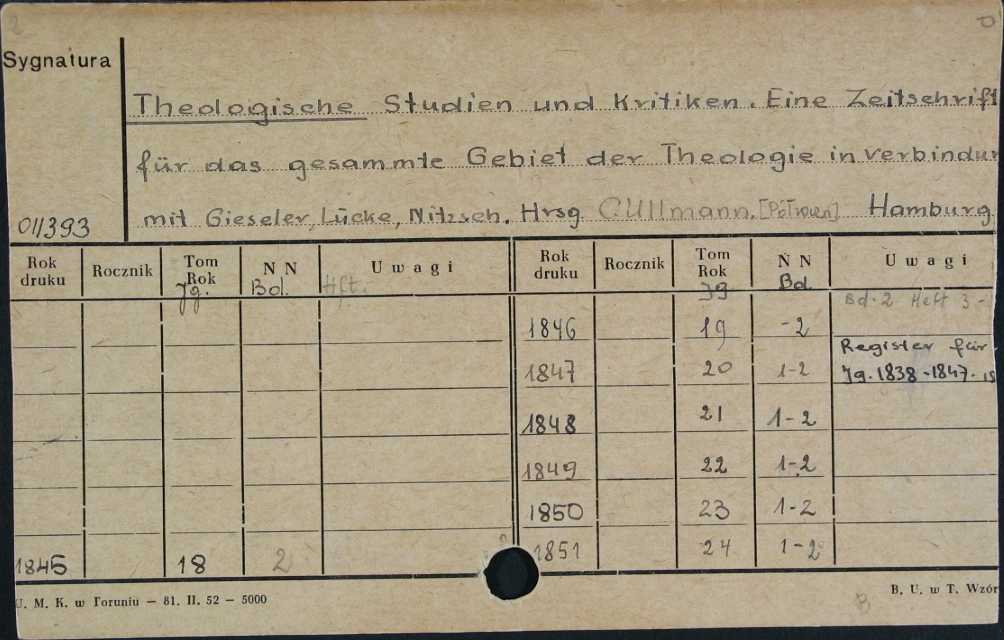 Sygnatura
Theologische Studien und Kritiken. Eine Zeitschrift
für das gesammte Gebiet der Theologie in Verbindun
mit Gieseler, Lücke, Nitzsch. Hrsg C. Ullmann. Hamburg
011393
Rok druku Rocznik Tom Rok N N Uwagi Rok druku Rocznik Tom Rok N N Uwagi
Jg. Bd. Hft. Jg Bd.
Bd. 2 Heft 3 -
1846 19 -2
Register für
1847 20 1-2 Jg. 1838-1847.
1848 21 1-2
1849 22 1-2
1850 23 1-2
1845 18 2 1851 24 1-2
U. M. K. w Toruniu — 81. II. 52 — 5000 B. U. w T. Wzór
B